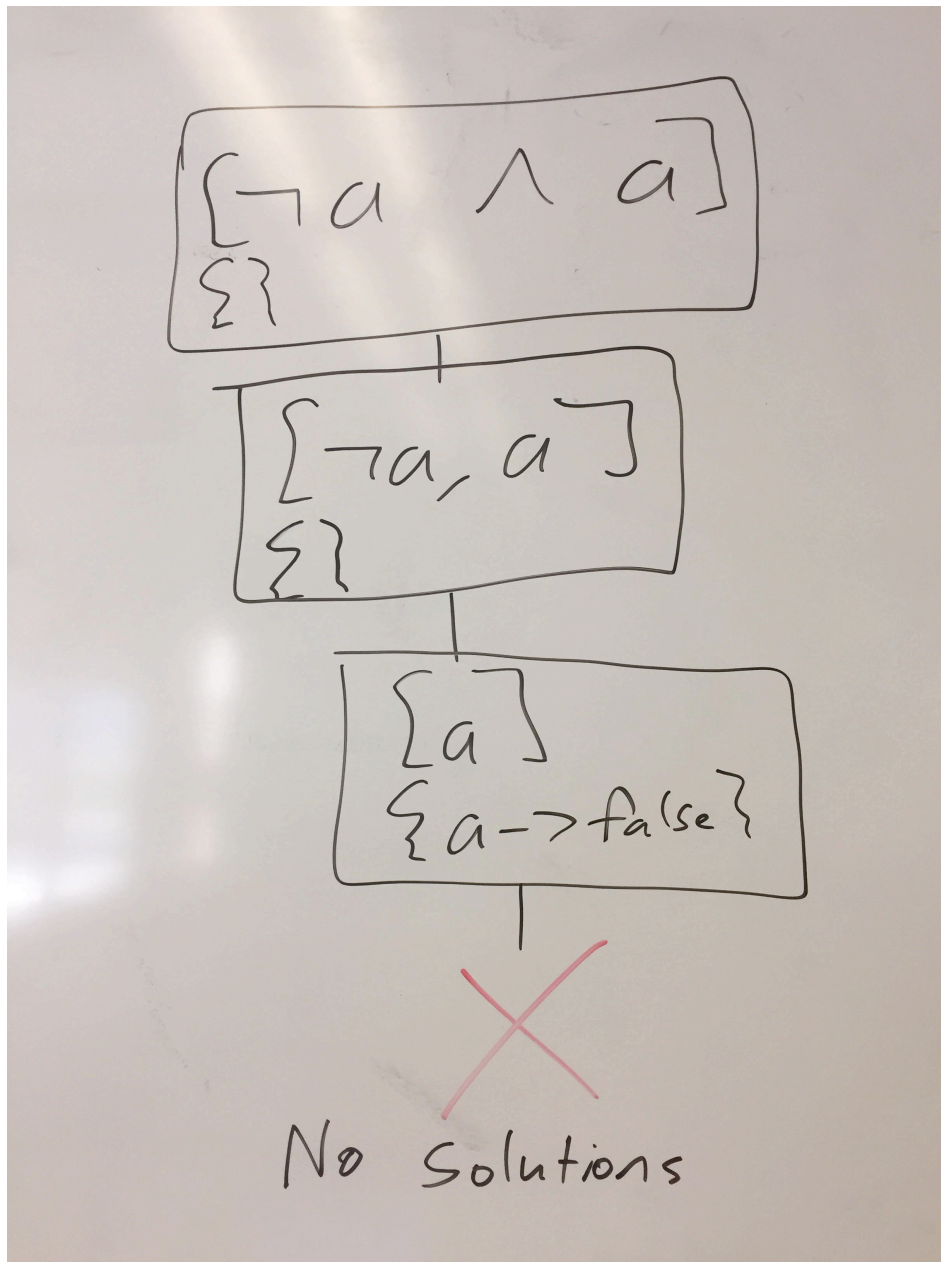 [¬a ∧ a]
{}
[¬a, a]
{}
[a]
{a->false}
No Solutions